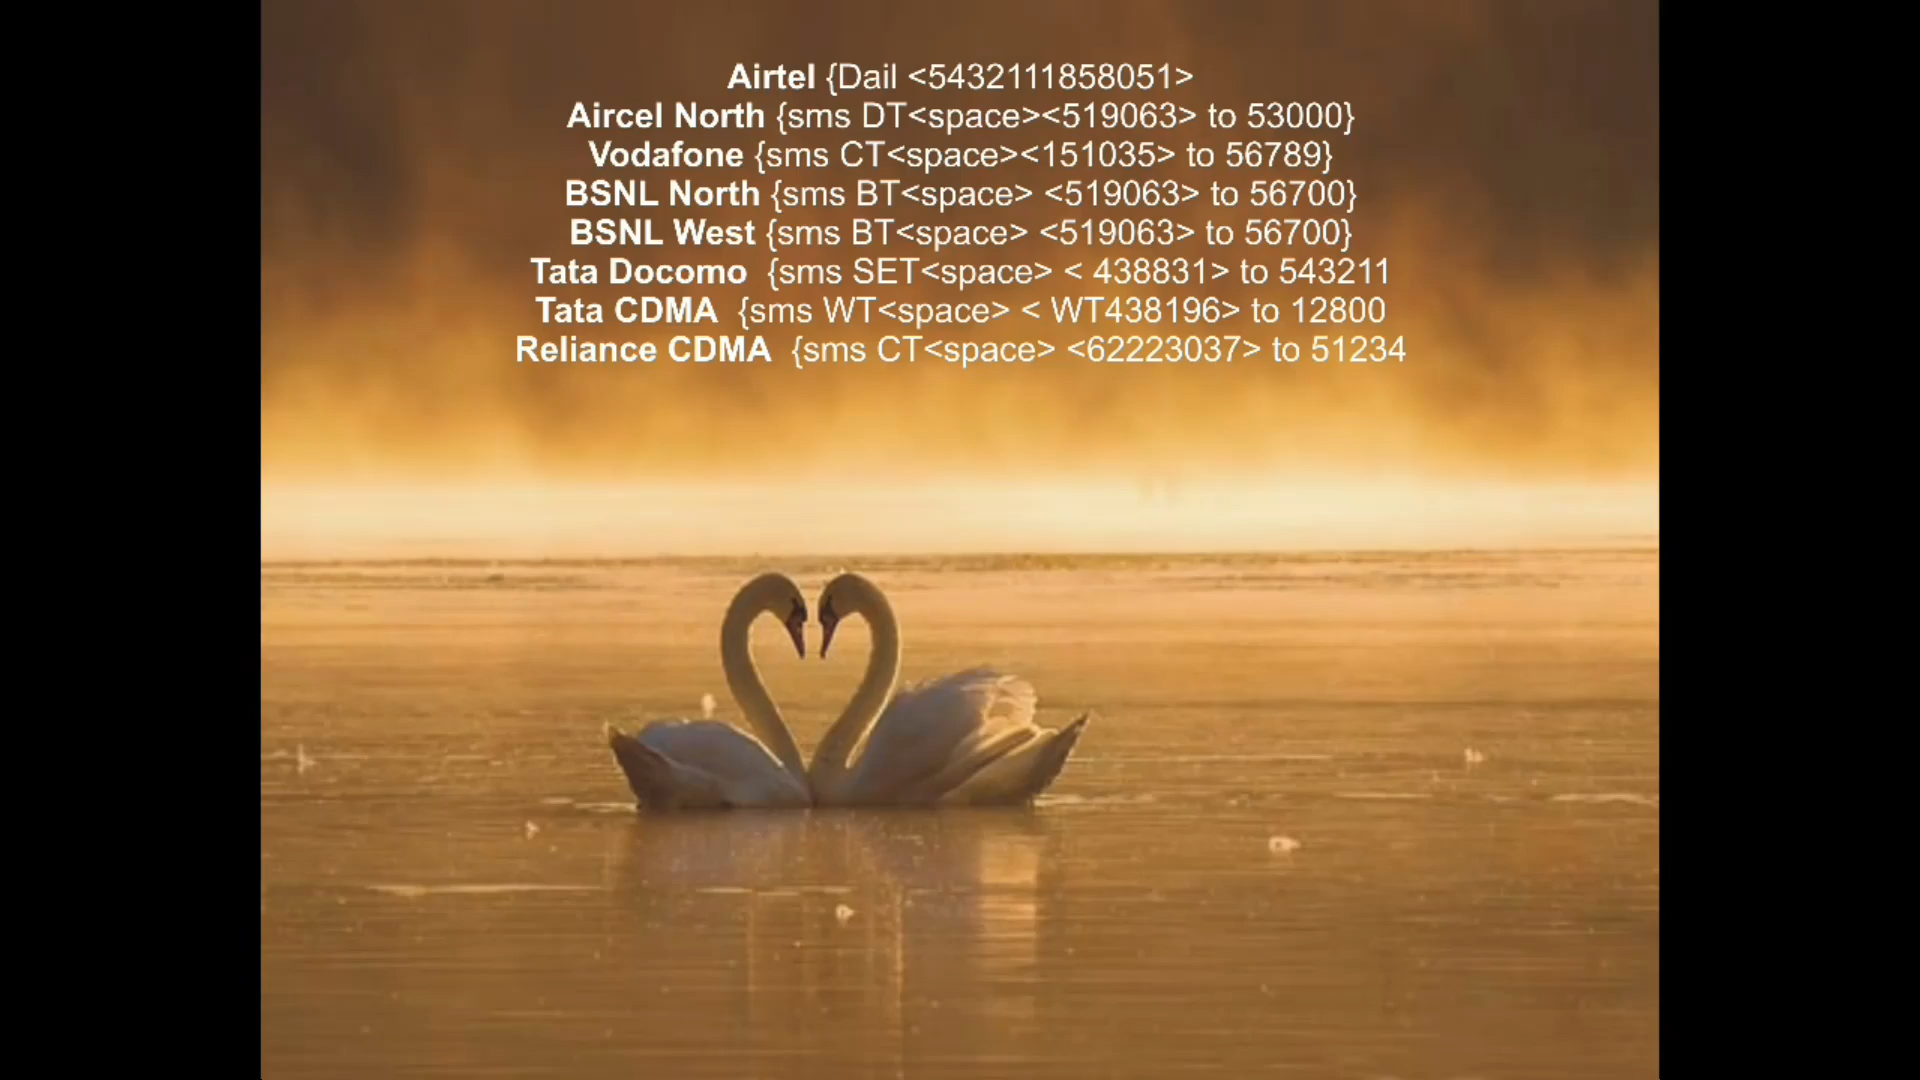 Airtel {Dail <5432111858051>
Aircel North {sms DT<space><519063> to 53000}
Vodafone {sms CT<space><151035> to 56789}
BSNL North {sms BT<space> <519063> to 56700}
BSNL West {sms BT<space> <519063> to 56700}
Tata Docomo  {sms SET<space> < 438831> to 543211
Tata CDMA  {sms WT<space> < WT438196> to 12800
Reliance CDMA  {sms CT<space> <62223037> to 51234